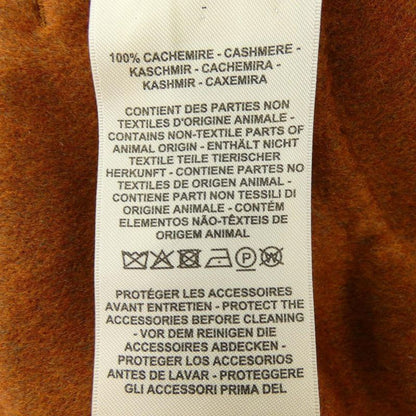 -
100% CACHEMIRE - CASHMERE -
KASCHMIR - CACHEMIRA -
KASHMIR - CAXEMIRA
CONTIENT DES PARTIES NON
TEXTILES D'ORIGINE ANIMALE -
CONTAINS NON-TEXTILE PARTS OF
ANIMAL ORIGIN - ENTHÄLT NICHT
TEXTILE TEILE TIERISCHER
HERKUNFT - CONTIENE PARTES NO
TEXTILES DE ORIGEN ANIMAL -
CONTIENE PARTI NON TESSILI DI
ORIGINE ANIMALE - CONTÉM
ELEMENTOS NÃO-TÊXTEIS DE
ORIGEM ANIMAL
P W
PROTÉGER LES ACCESSOIRES
AVANT ENTRETIEN - PROTECT THE
ACCESSORIES BEFORE CLEANING
- VOR DEM REINIGEN DIE
ACCESSOIRES ABDECKEN -
PROTEGER LOS ACCESORIOS
ANTES DE LAVAR - PROTEGGERE
GLI ACCESSORI PRIMA DEL